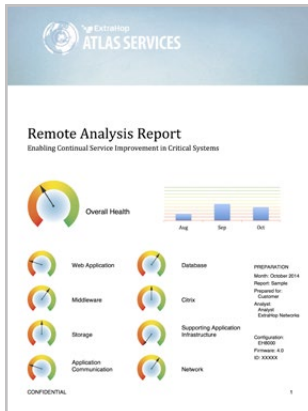 ExtraHop
ATLAS SERVICES
Remote Analysis Report
Enabling Continual Service Improvement in Critical Systems
Overall Health
Aug Sep Oct
Web Application
Database
Middleware
Citrix
Storage
Supporting Application
Infrastructure
Application
Communication
Network
PREPARATION
Month: October 2014
Report: Sample
Prepared for:
Customer
Analyst
Analyst
ExtraHop Networks
Configuration:
EH8000
Firmware: 4.0
ID: XXXXX
CONFIDENTIAL
1